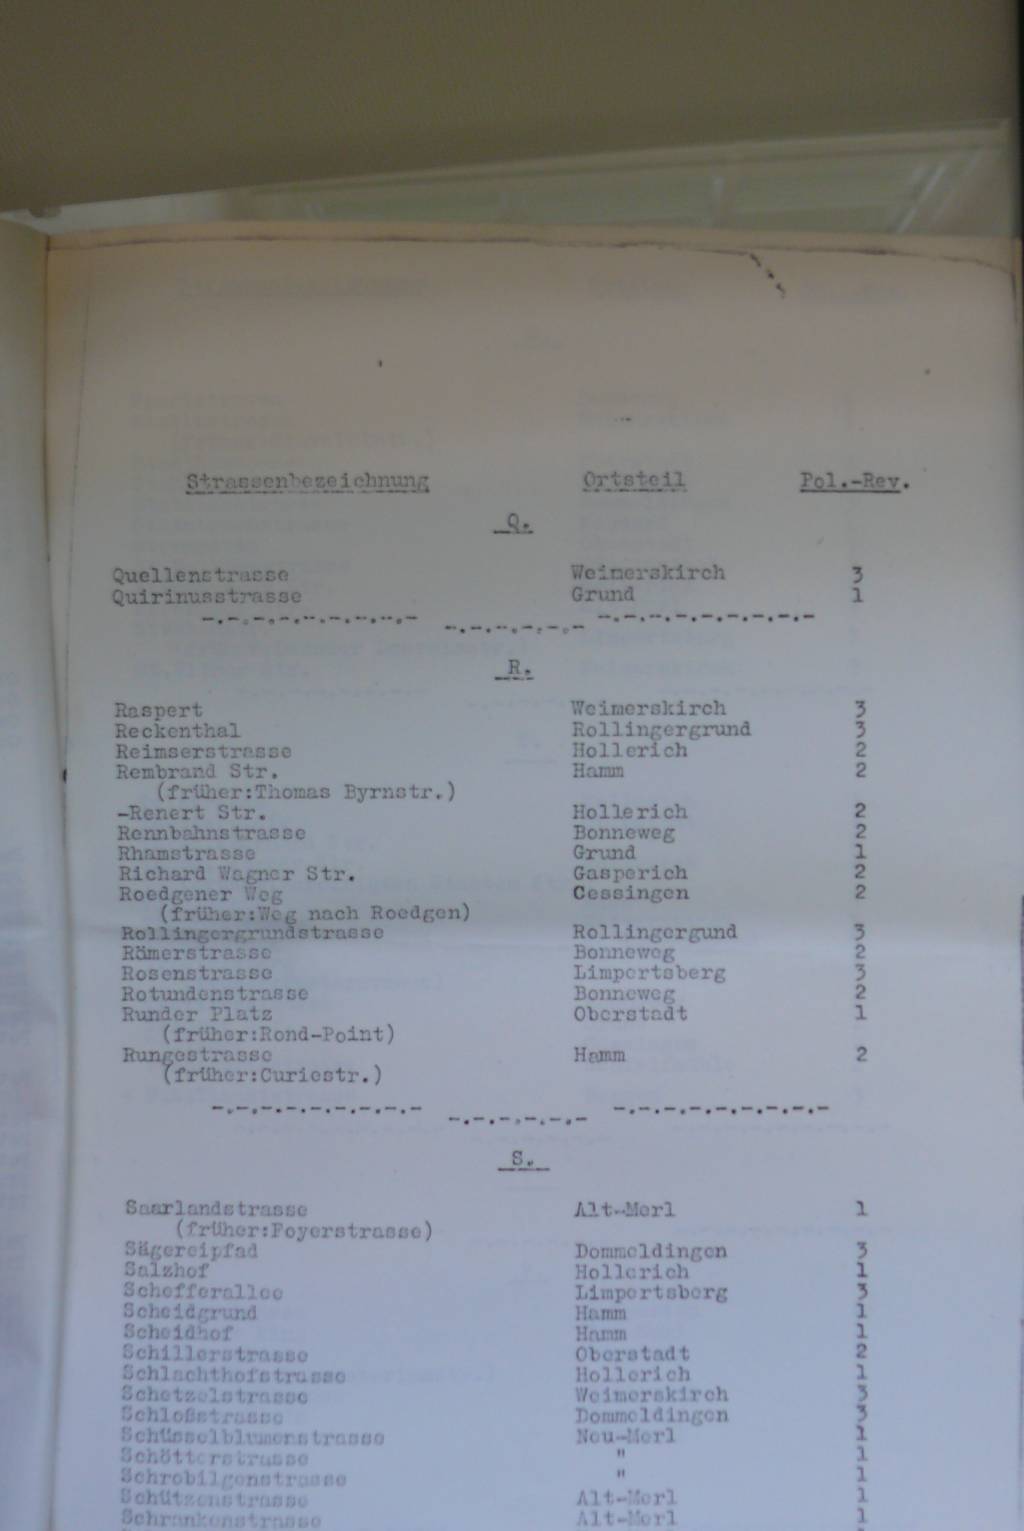 Strassenbezeichnung Ortsteil Pol.-Rev.
Q.
Quellenstrasse Weimerskirch 3
Quirinusstrasse Grund 1
R.
Raspert Weimerskirch 3
Reckenthal Rollingergrund 3
Reimserstrasse Hollerich 2
Rembrand Str. Hamm 2
(früher:Thomas Byrnstr.)
-Renert Str. Hollerich 2
Rennbahnstrasse Bonneweg 2
Rhamstrasse Grund 1
Richard Wagner Str. Gasperich 2
Roedgener Weg Cessingen 2
(früher:Weg nach Roedgen)
Rollingergrundstrasse Rollingergund 3
Römerstrasse Bonneweg 2
Rosenstrasse Limpertsberg 3
Rotundenstrasse Bonneweg 2
Runder Platz Oberstadt 1
(früher:Rond-Point)
Rungestrasse Hamm 2
(früher:Curiestr.)
S.
Saarlandstrasse Alt-Merl 1
(früher:Foyerstrasse)
Sägereipfad Dommeldingen 3
Salzhof Hollerich 1
Schefferallee Limpertsberg 3
Scheidgrund Hamm 1
Scheidhof Hamm 1
Schillerstrasse Oberstadt 2
Schlachthofstrasse Hollerich 1
Schetzelstrasse Weimerskirch 3
Schloßstrasse Dommeldingen 3
Schüsselblumenstrasse Neu-Merl 1
Schötterstrasse " 1
Schrobilgenstrasse " 1
Schützenstrasse Alt-Merl 1
Schrankenstrasse Alt-Merl 1